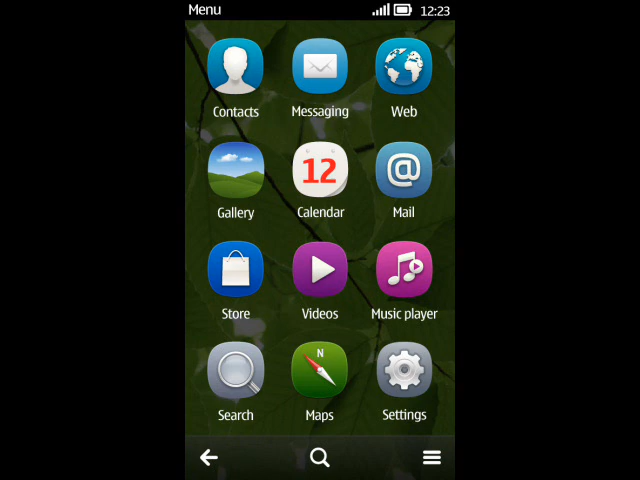 Menu 12:23
Contacts Messaging Web
12 @
Gallery Calendar Mail
Store Videos Music player
N
Search Maps Settings